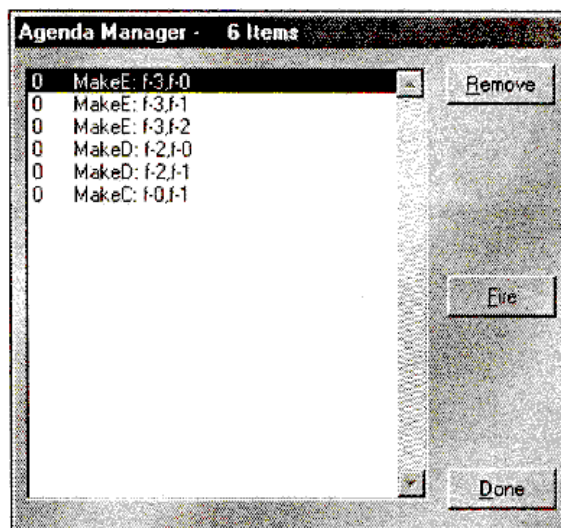 Agenda Manager - 6 Items
0 MakeE: f-3,f-0
0 MakeE: f-3,f-1
0 MakeE: f-3,f-2
0 MakeD: f-2,f-0
0 MakeD: f-2,f-1
0 MakeC: f-0,f-1
Remove
Fire
Done